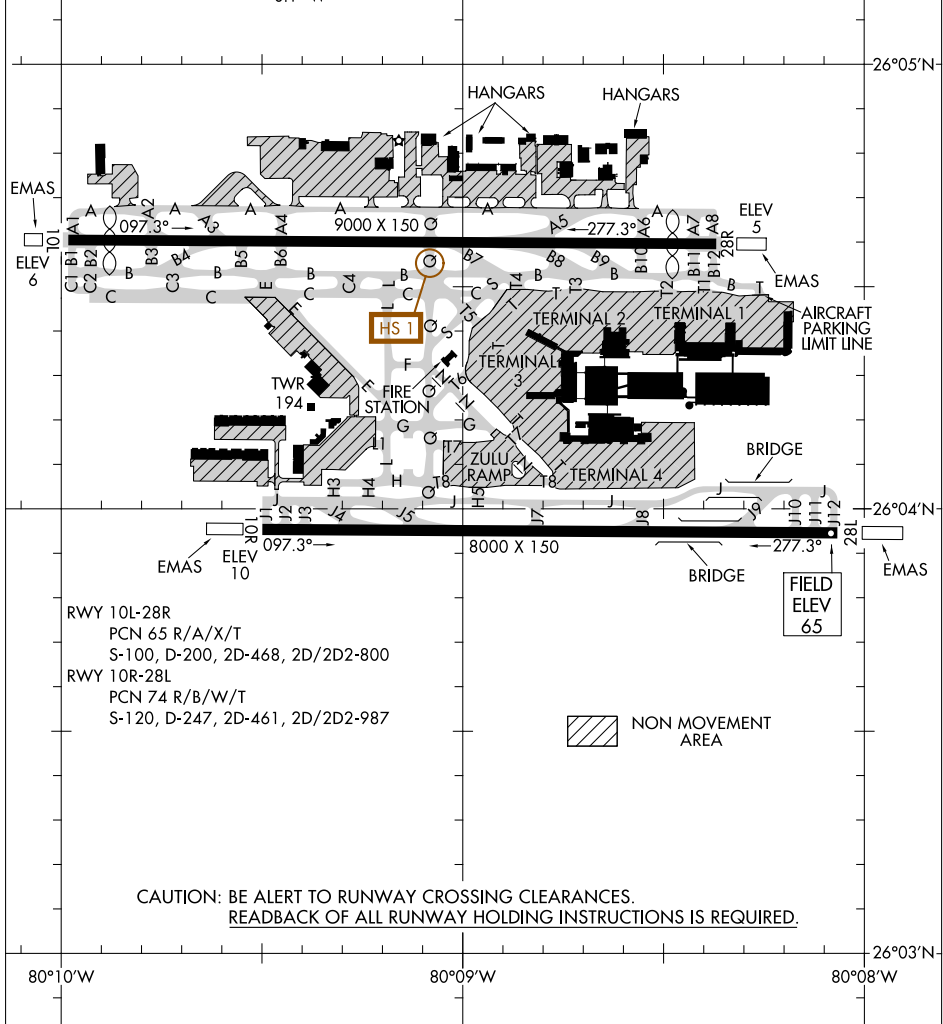 26°05'N
HANGARS
HANGARS
EMAS
A1
A
A2
A
A3
A
A4
A
Q
A
A5
A6
A
A7
A8
ELEV
5
10L
097.3°
9000 X 150
277.3°
28R
ELEV
6
EMAS
C1
B1
C2
B2
B
B3
C3
B4
B
B5
B6
B
C4
L
B
Q
B7
T4
B8
B9
B
B10
T2
B11
T1
B12
B
T
C
C
E
C
C
C
S
T
T
T3
HS 1
L
Q
S
T5
T
TERMINAL 2
TERMINAL 1
AIRCRAFT
PARKING
LIMIT LINE
E
F
TERMINAL
3
T
TWR
194
E
FIRE
STATION
Q
N
T6
N
G
Q
G
T
L1
L
T7
ZULU
RAMP
N
T
TERMINAL 4
BRIDGE
J
H3
H4
H
Q
T8
J
H5
T8
J
J
J
J1
J2
J3
J4
J5
J7
J8
J9
J10
J11
J12
26°04'N
EMAS
10R
ELEV
10
097.3°
8000 X 150
277.3°
28L
EMAS
BRIDGE
FIELD
ELEV
65
RWY 10L-28R
PCN 65 R/A/X/T
S-100, D-200, 2D-468, 2D/2D2-800
RWY 10R-28L
PCN 74 R/B/W/T
S-120, D-247, 2D-461, 2D/2D2-987
NON MOVEMENT
AREA
CAUTION: BE ALERT TO RUNWAY CROSSING CLEARANCES.
READBACK OF ALL RUNWAY HOLDING INSTRUCTIONS IS REQUIRED.
26°03'N
80°10'W
80°09'W
80°08'W